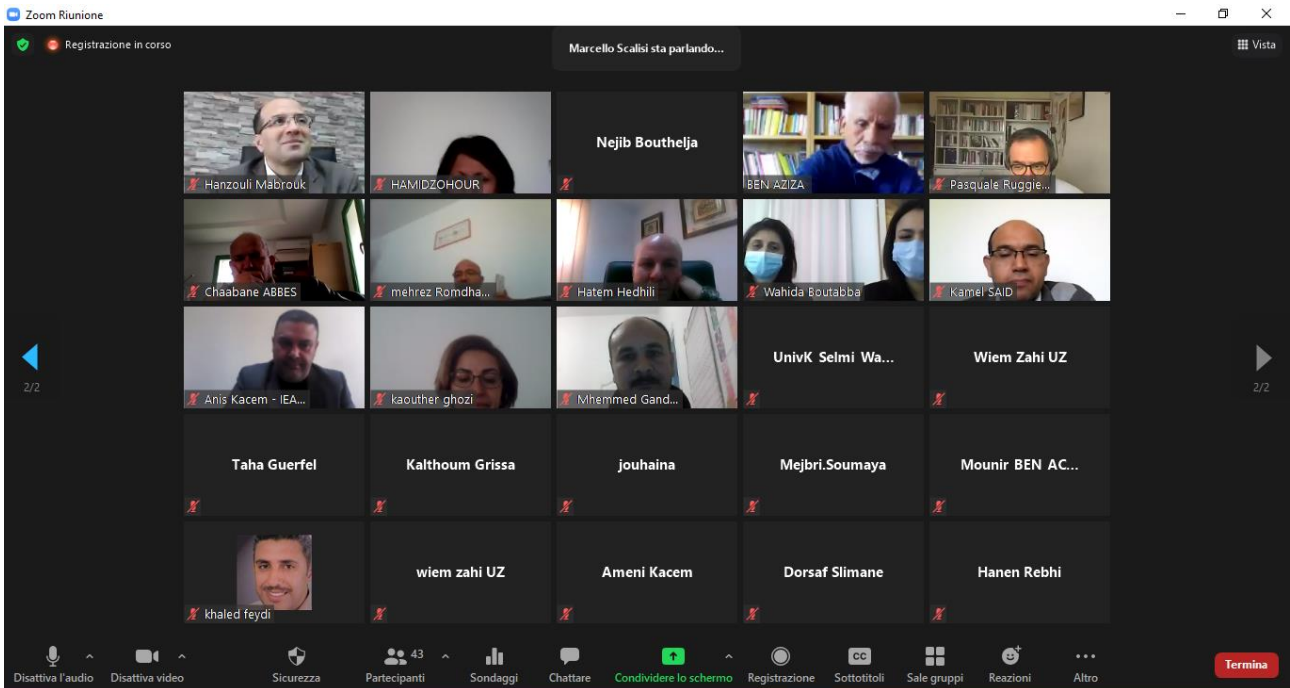 Zoom Riunione
Registrazione in corso
Marcello Scalisi sta parlando...
Vista
Hanzouli Mabrouk
HAMIDZOHOUR
Nejib Bouthelja
BEN AZIZA
Pasquale Ruggie...
Chaabane ABBES
mehrez Romdha...
Hatem Hedhili
Wahida Boutabba
Kamel SAID
Anis Kacem - IEA...
kaouther ghozi
Mhemmed Gand...
UnivK Selmi Wa...
Wiem Zahi UZ
2/2
2/2
Taha Guerfel
Kalthoum Grissa
jouhaina
Mejbri.Soumaya
Mounir BEN AC...
khaled feydi
wiem zahi UZ
Ameni Kacem
Dorsaf Slimane
Hanen Rebhi
Disattiva l'audio
Disattiva video
Sicurezza
43
Partecipanti
Sondaggi
Chattare
Condividere lo schermo
Registrazione
CC
Sottotitoli
Sale gruppi
Reazioni
Altro
Termina